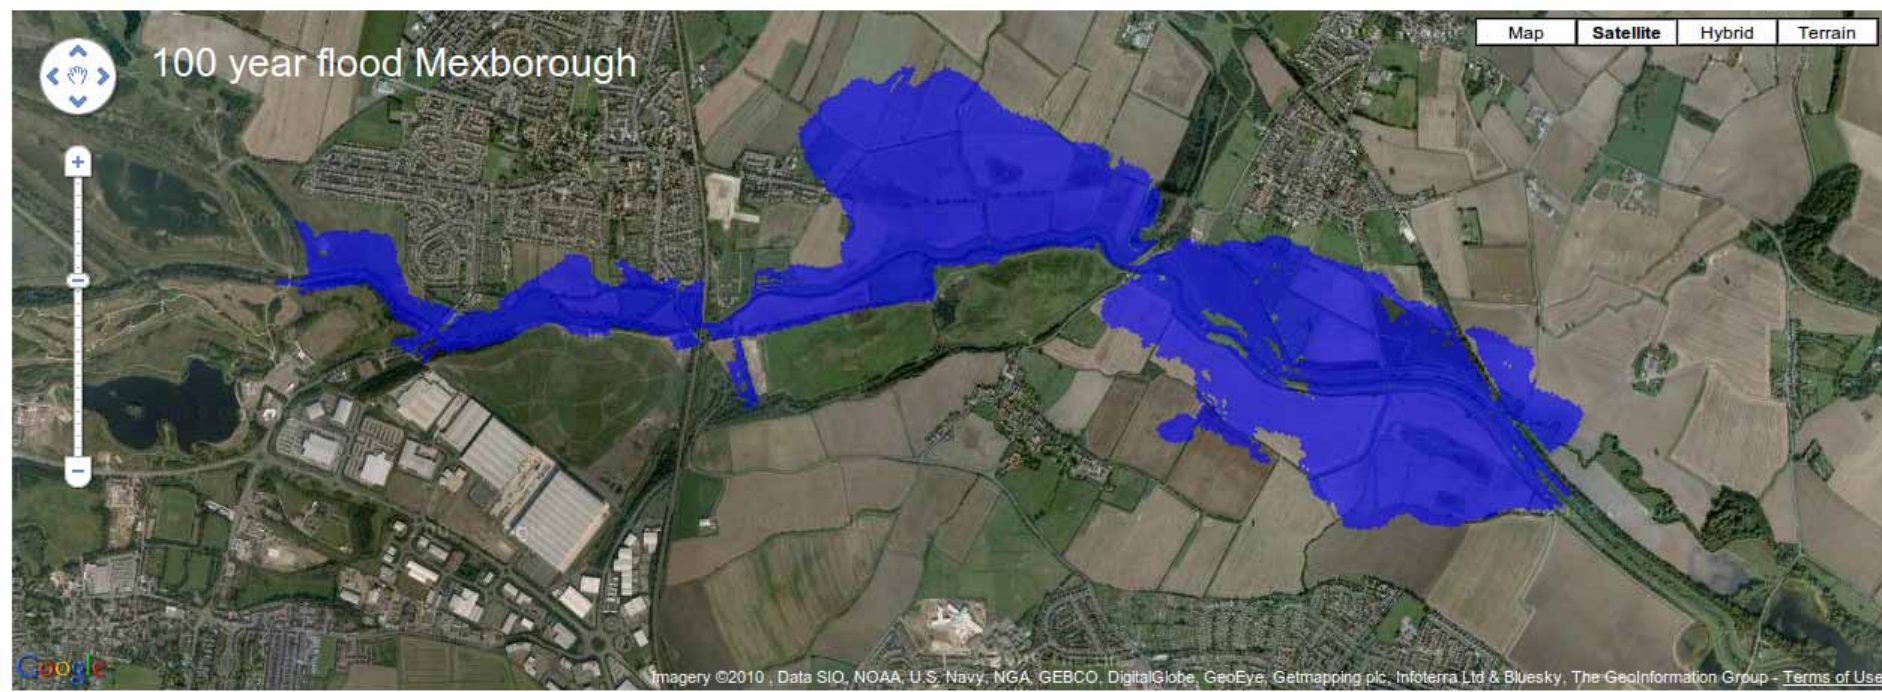 100 year flood Mexborough
Map Satellite Hybrid Terrain
+
−
Google
Imagery ©2010 , Data SIO, NOAA, U.S. Navy, NGA, GEBCO, DigitalGlobe, GeoEye, Getmapping plc, Infoterra Ltd & Bluesky, The GeoInformation Group - Terms of Use